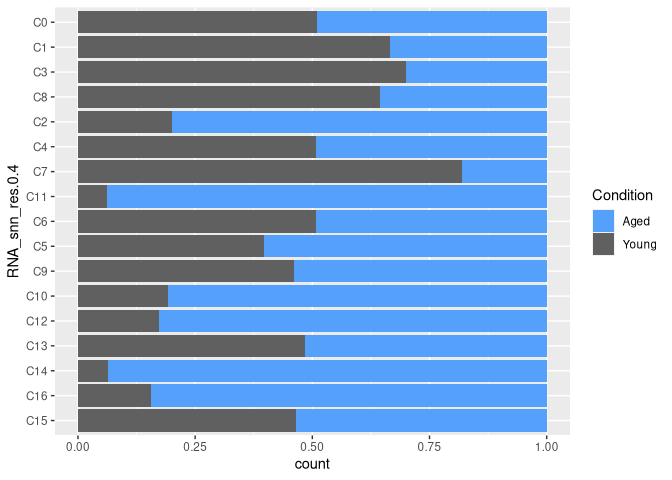 RNA_snn_res.0.4
C0
C1
C3
C8
C2
C4
C7
C11
C6
C5
C9
C10
C12
C13
C14
C16
C15
0.00 0.25 0.50 0.75 1.00
count
Condition
Aged
Young